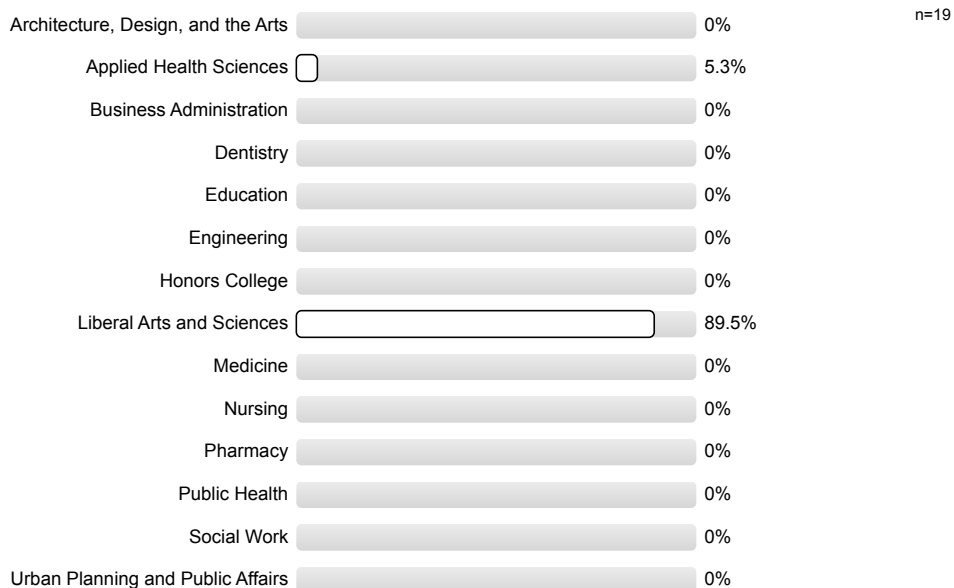 n=19
Architecture, Design, and the Arts 0%
Applied Health Sciences 5.3%
Business Administration 0%
Dentistry 0%
Education 0%
Engineering 0%
Honors College 0%
Liberal Arts and Sciences 89.5%
Medicine 0%
Nursing 0%
Pharmacy 0%
Public Health 0%
Social Work 0%
Urban Planning and Public Affairs 0%